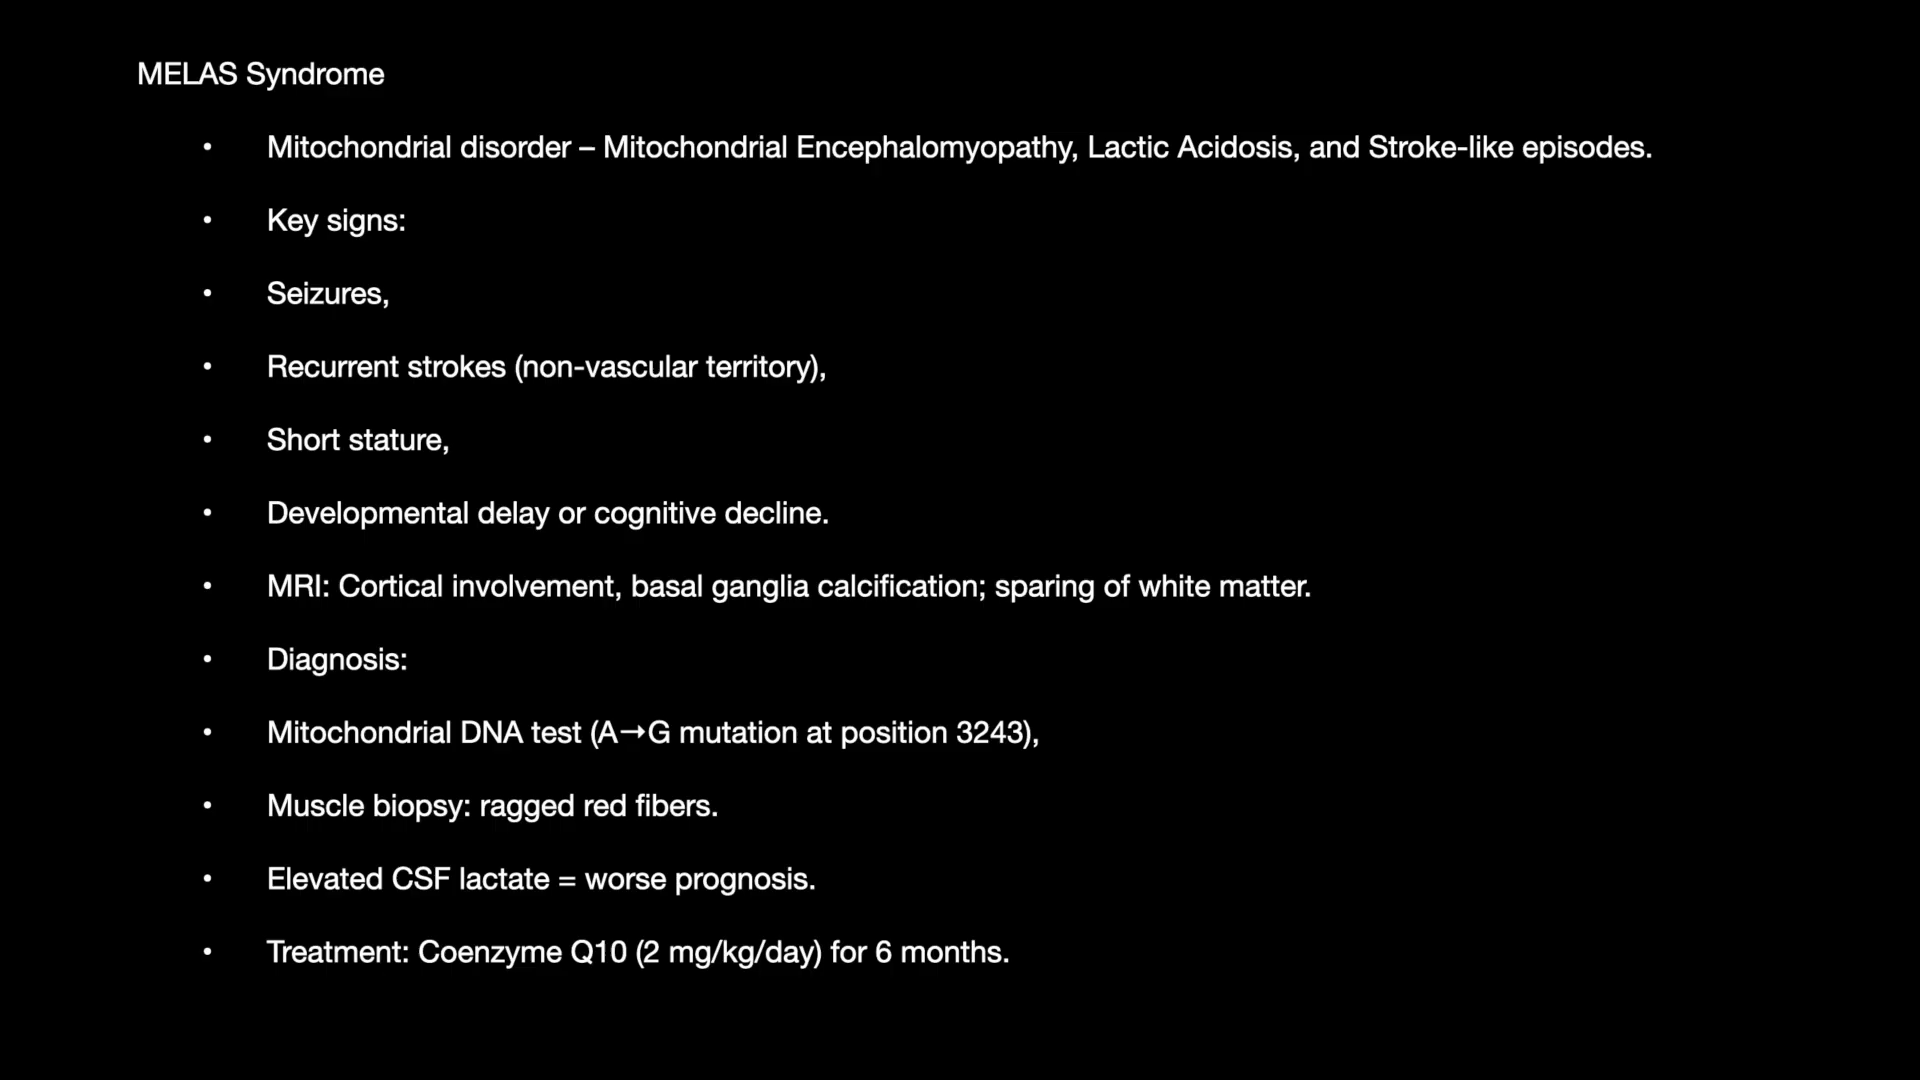 MELAS Syndrome
• Mitochondrial disorder – Mitochondrial Encephalomyopathy, Lactic Acidosis, and Stroke-like episodes.
• Key signs:
• Seizures,
• Recurrent strokes (non-vascular territory),
• Short stature,
• Developmental delay or cognitive decline.
• MRI: Cortical involvement, basal ganglia calcification; sparing of white matter.
• Diagnosis:
• Mitochondrial DNA test (A→G mutation at position 3243),
• Muscle biopsy: ragged red fibers.
• Elevated CSF lactate = worse prognosis.
• Treatment: Coenzyme Q10 (2 mg/kg/day) for 6 months.